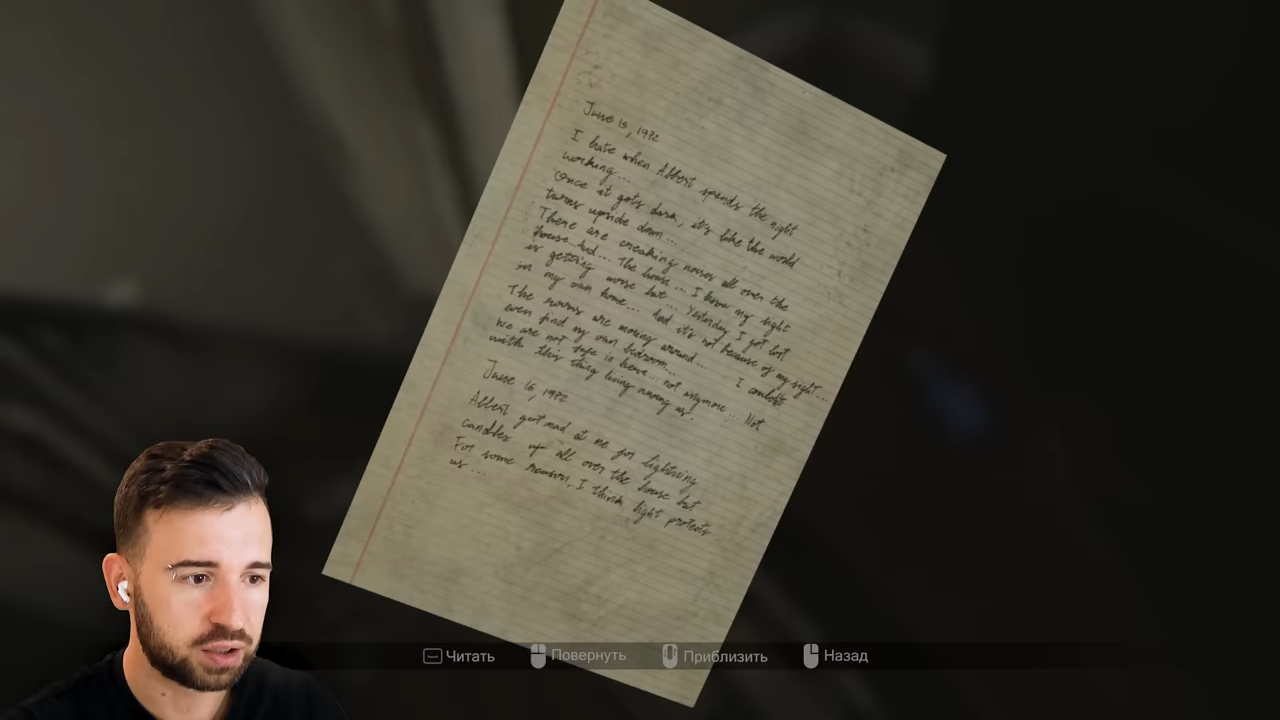 June 15, 1972
I hate when Albert spends the night
working...
Once it gets dark, it's like the world
turns upside down...
There are creaking noises all over the
house. And... The house... I know my sight
is getting worse but... Yesterday I got lost
in my own home... And it's not because of my sight...
The rooms are moving around... I couldn't
even find my own bedroom...
We are not safe in here... not anymore... Not
with this thing living among us.
June 16, 1972
Albert got mad at me for lightning
candles up all over the house but
For some reason, I think light protects
us...
Читать
Повернуть
Приблизить
Назад